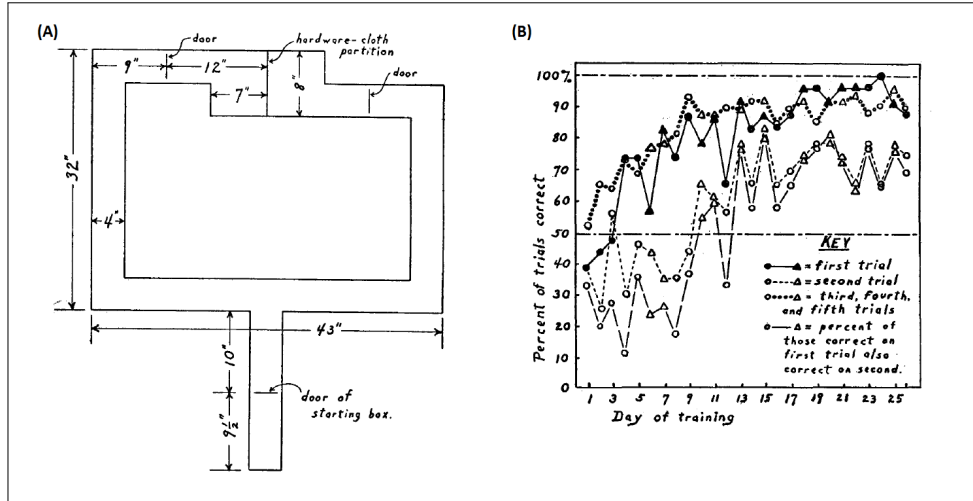 (A)
door
hardware-cloth
partition
9"
12"
8"
door
7"
32"
4"
43"
10"
door of
starting box.
9½"
(B)
100%
90
80
70
60
50
40
30
20
10
0
Percent of trials correct
KEY
= first trial
= second trial
= third, fourth,
and fifth trials
= percent of
those correct on
first trial also
correct on second.
1 3 5 7 9 11 13 15 17 19 21 23 25
Day of training